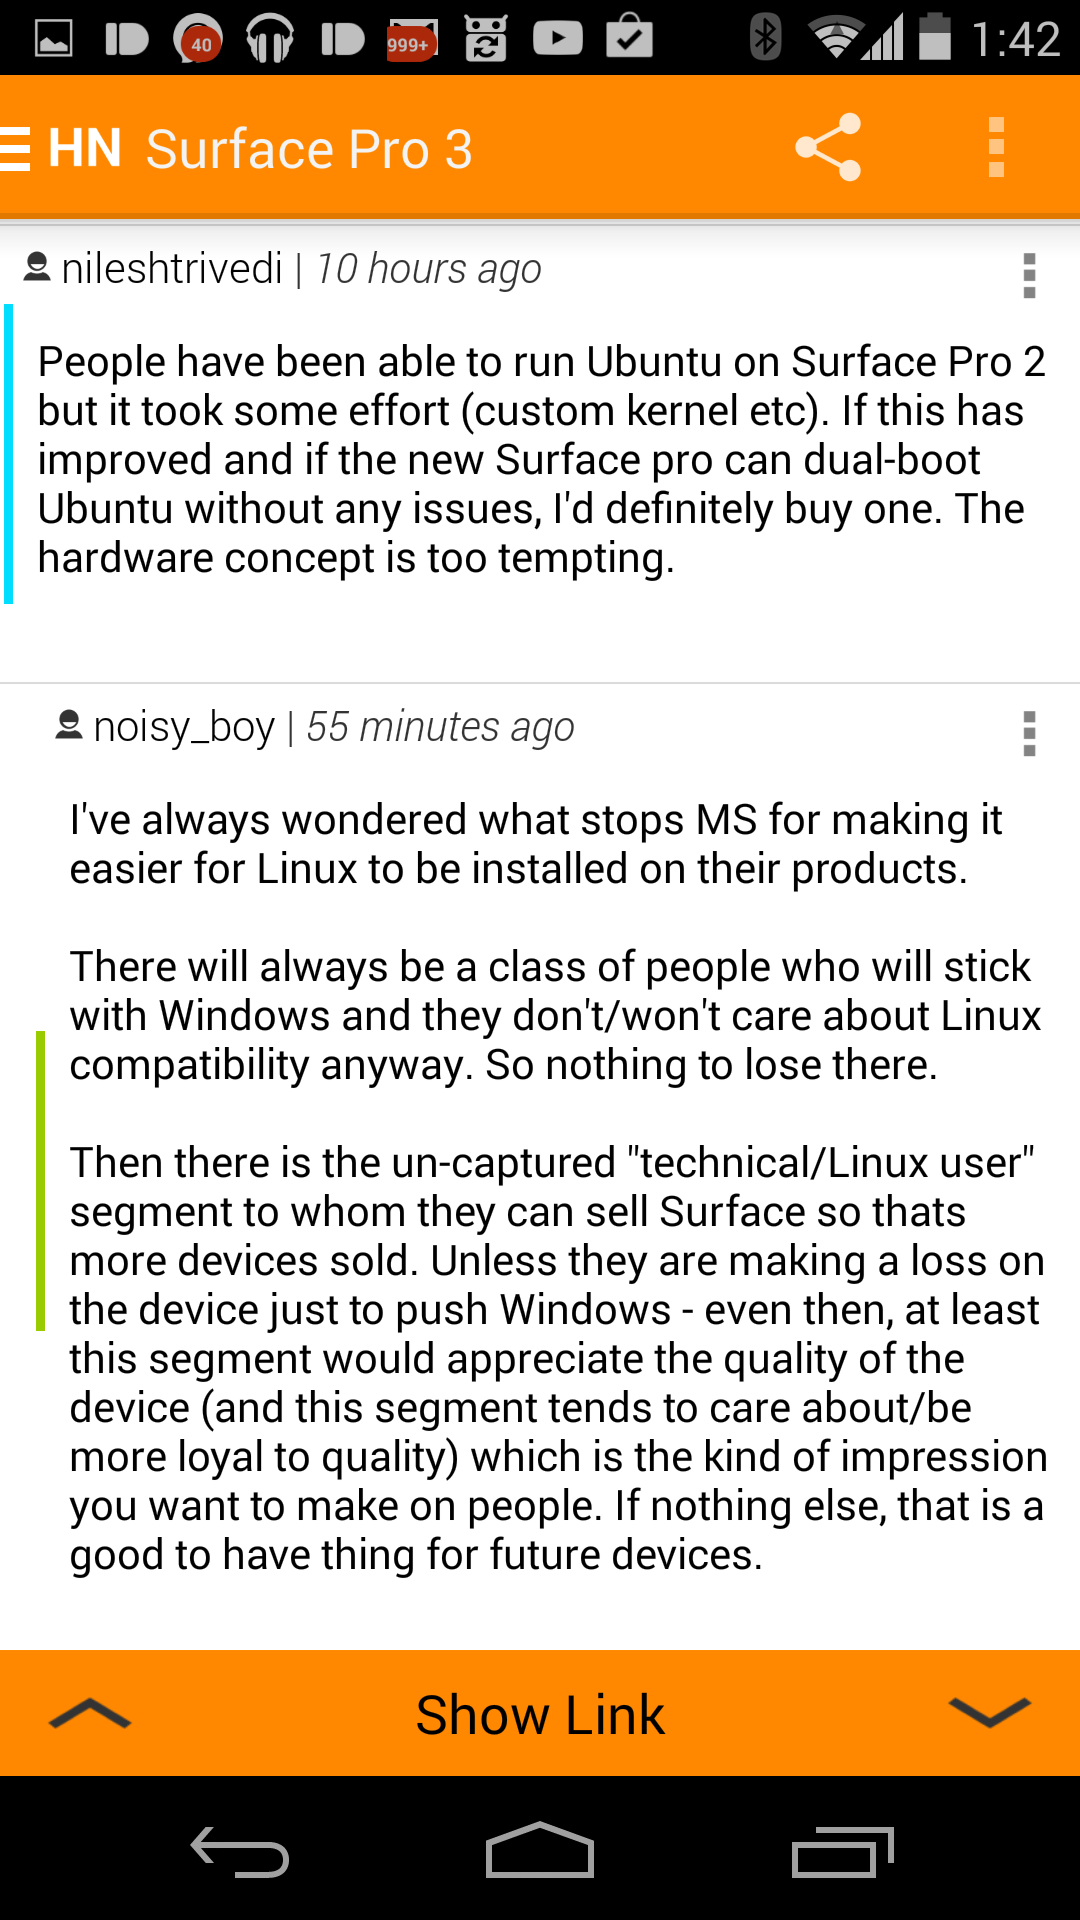 40
999+
1:42
HN Surface Pro 3
nileshtrivedi | 10 hours ago
People have been able to run Ubuntu on Surface Pro 2
but it took some effort (custom kernel etc). If this has
improved and if the new Surface pro can dual-boot
Ubuntu without any issues, I'd definitely buy one. The
hardware concept is too tempting.
noisy_boy | 55 minutes ago
I've always wondered what stops MS for making it
easier for Linux to be installed on their products.
There will always be a class of people who will stick
with Windows and they don't/won't care about Linux
compatibility anyway. So nothing to lose there.
Then there is the un-captured "technical/Linux user"
segment to whom they can sell Surface so thats
more devices sold. Unless they are making a loss on
the device just to push Windows - even then, at least
this segment would appreciate the quality of the
device (and this segment tends to care about/be
more loyal to quality) which is the kind of impression
you want to make on people. If nothing else, that is a
good to have thing for future devices.
Show Link